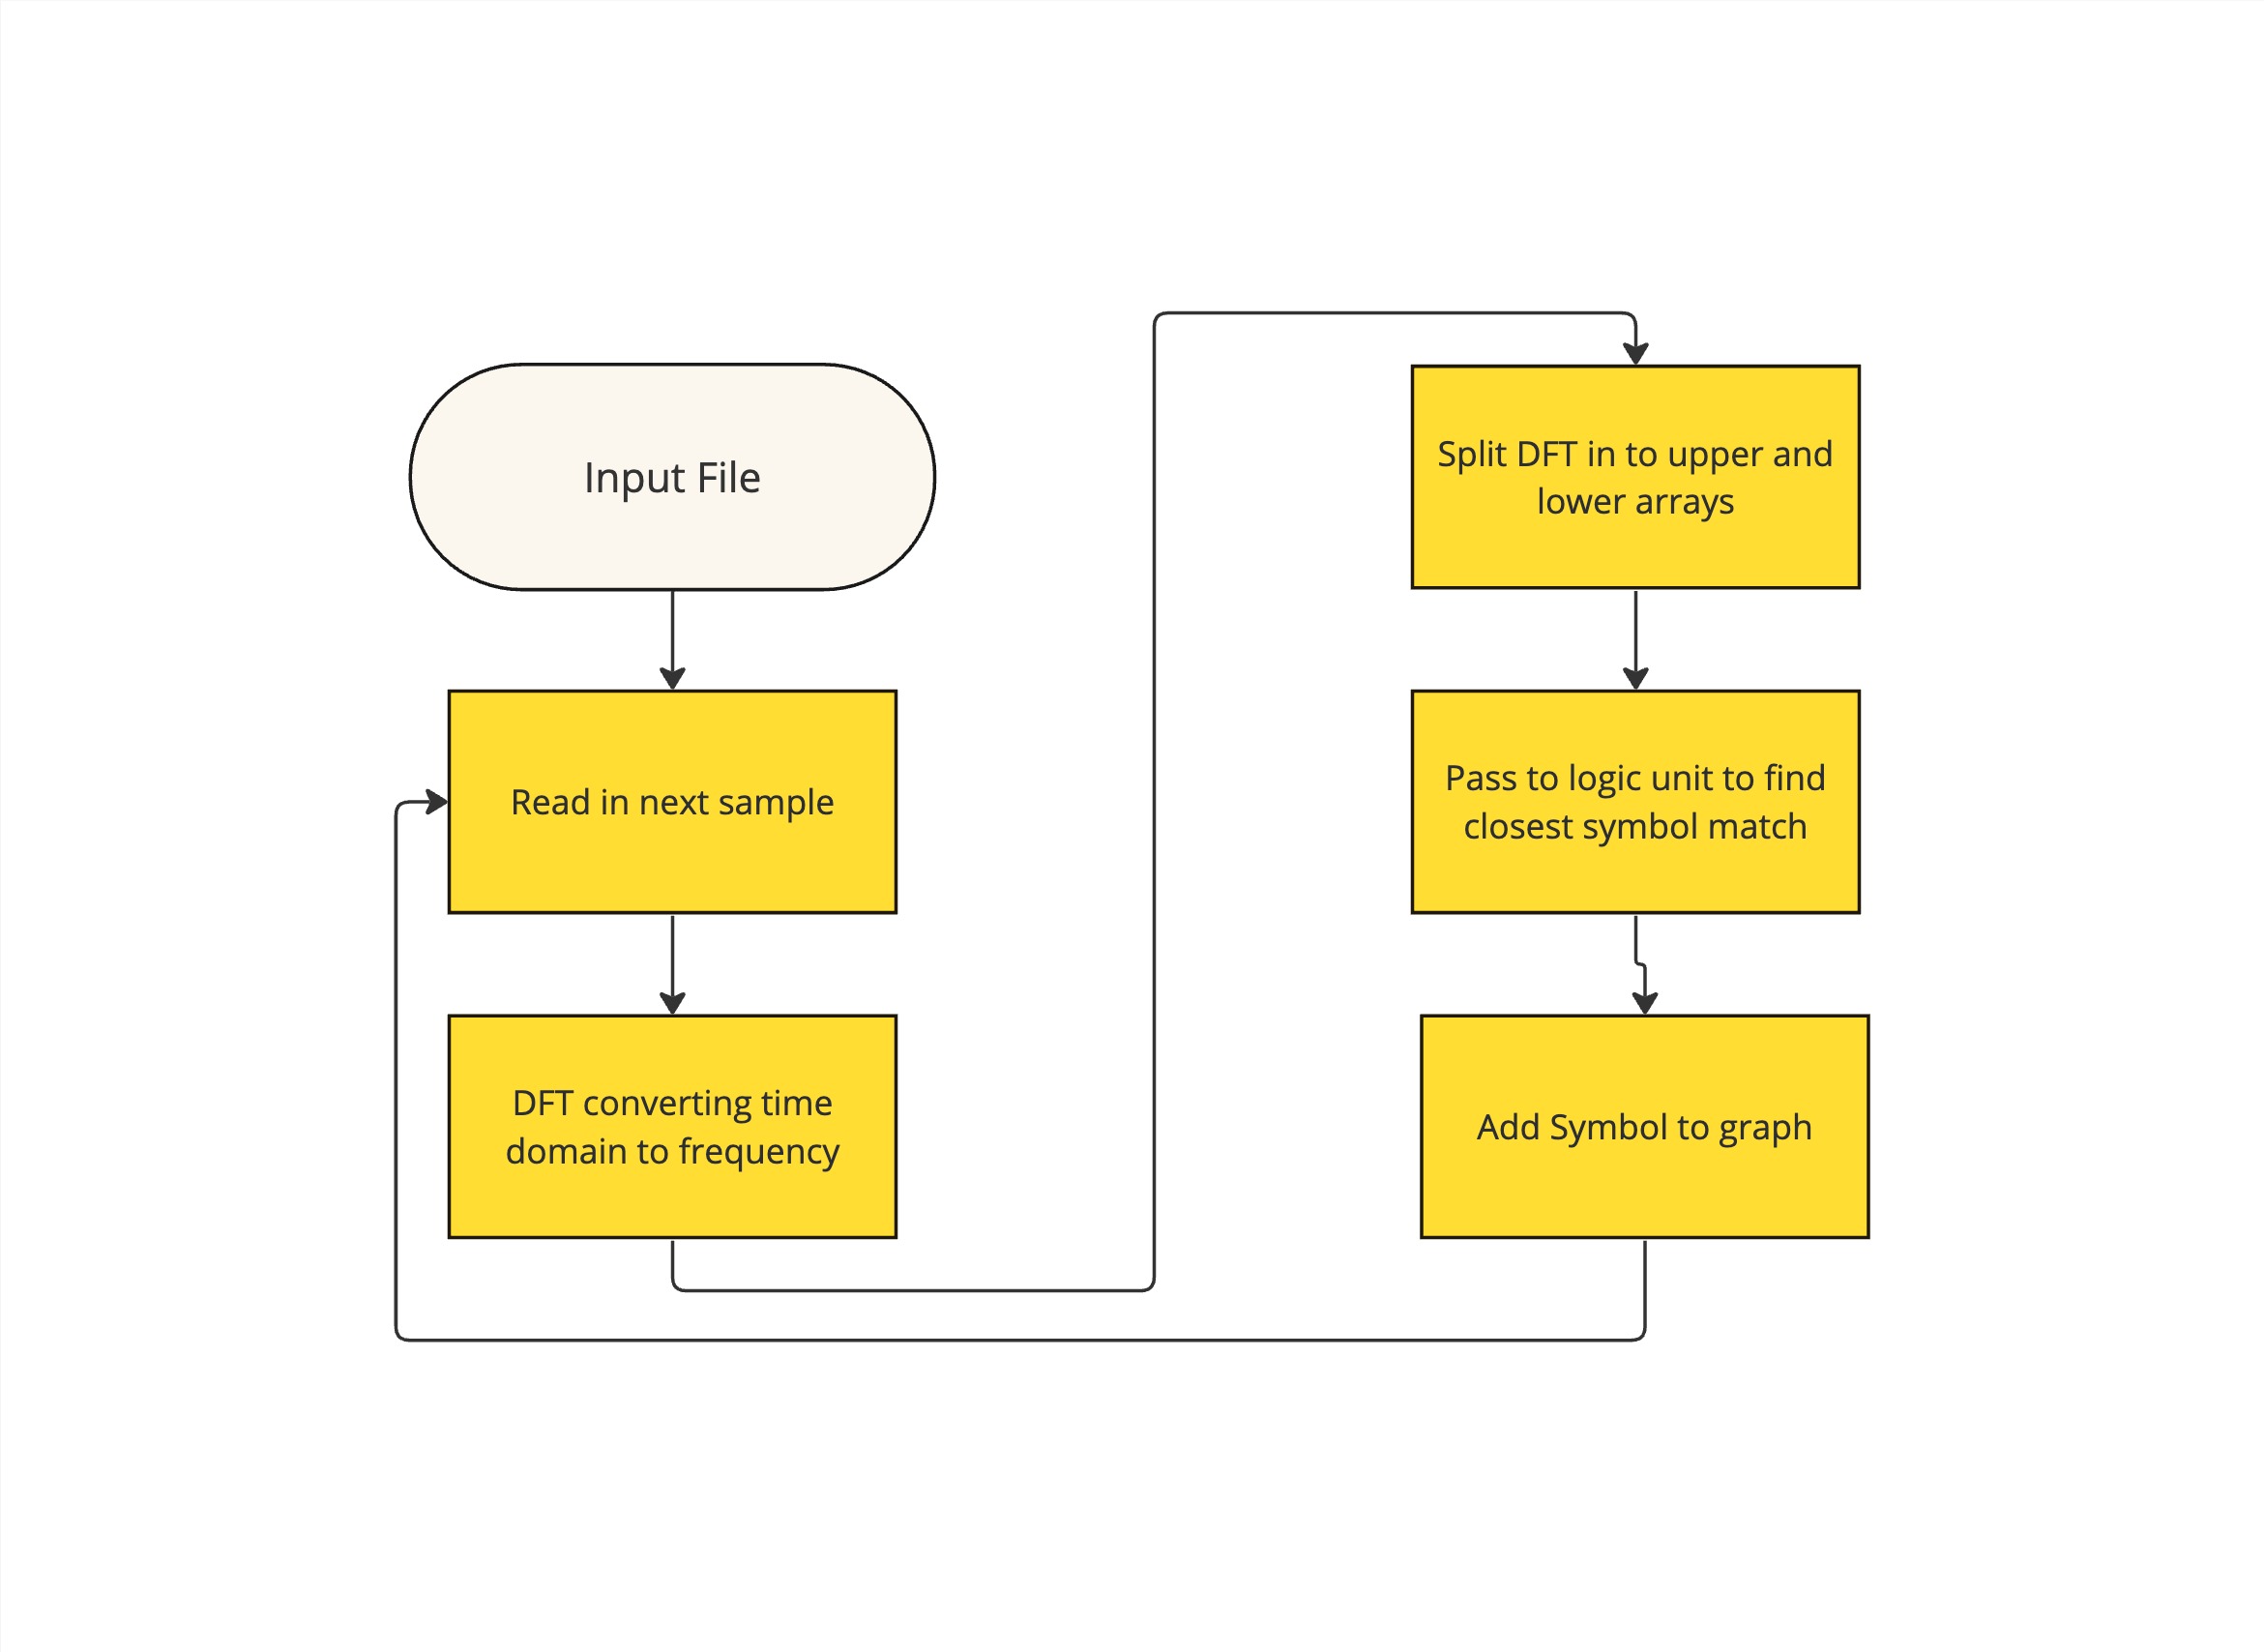 Input File
Read in next sample
DFT converting time
domain to frequency
Split DFT in to upper and
lower arrays
Pass to logic unit to find
closest symbol match
Add Symbol to graph